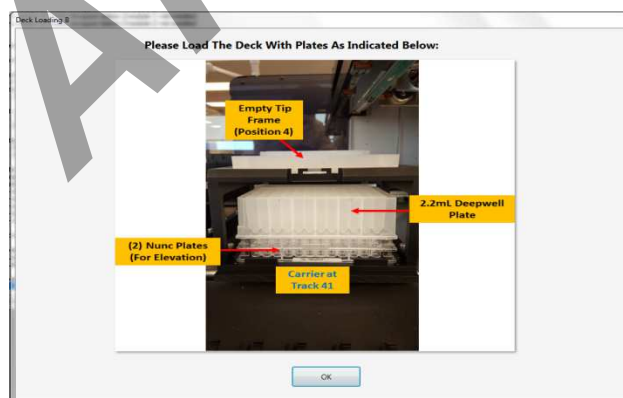 Deck Loading 8
Please Load The Deck With Plates As Indicated Below:
Empty Tip
Frame
(Position 4)
2.2mL Deepwell
Plate
(2) Nunc Plates
(For Elevation)
Carrier at
Track 41
OK